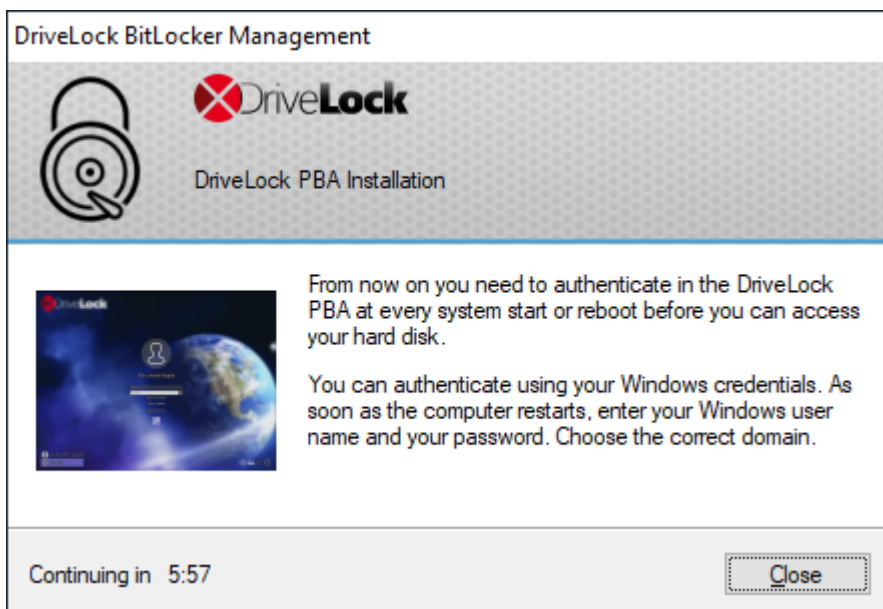 DriveLock BitLocker Management
DriveLock
DriveLock PBA Installation
DriveLock
From now on you need to authenticate in the DriveLock
PBA at every system start or reboot before you can access
your hard disk.
You can authenticate using your Windows credentials. As
soon as the computer restarts, enter your Windows user
name and your password. Choose the correct domain.
Continuing in 5:57
Close